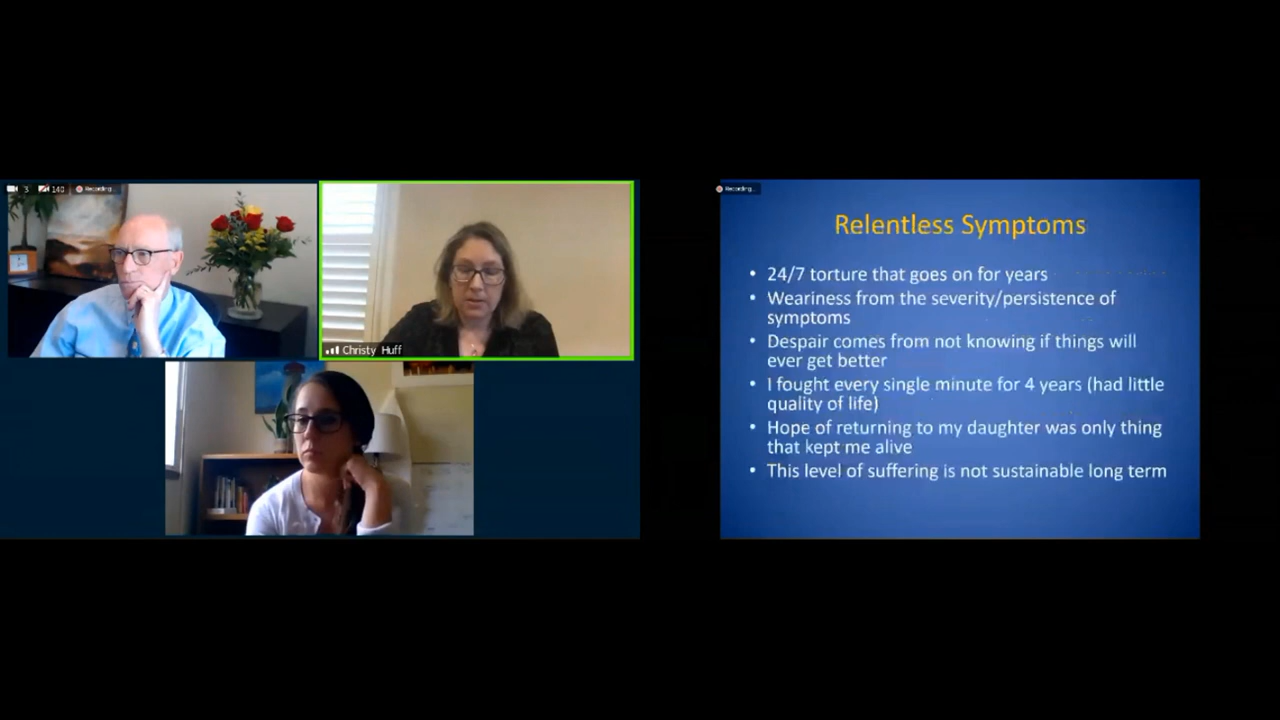 3 140 Recording...
Christy Huff
Recording...
Relentless Symptoms
• 24/7 torture that goes on for years
• Weariness from the severity/persistence of
symptoms
• Despair comes from not knowing if things will
ever get better
• I fought every single minute for 4 years (had little
quality of life)
• Hope of returning to my daughter was only thing
that kept me alive
• This level of suffering is not sustainable long term